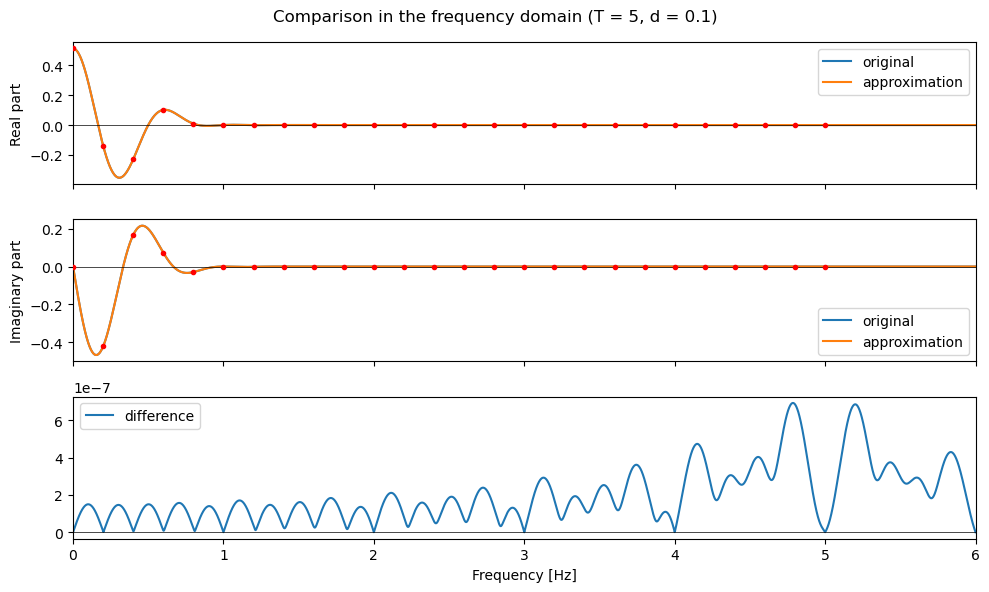 Comparison in the frequency domain (T = 5, d = 0.1)
Real part
0.4
0.2
0.0
−0.2
original
approximation
Imaginary part
0.2
0.0
−0.2
−0.4
original
approximation
1e−7
6
4
2
0
difference
0 1 2 3 4 5 6
Frequency [Hz]